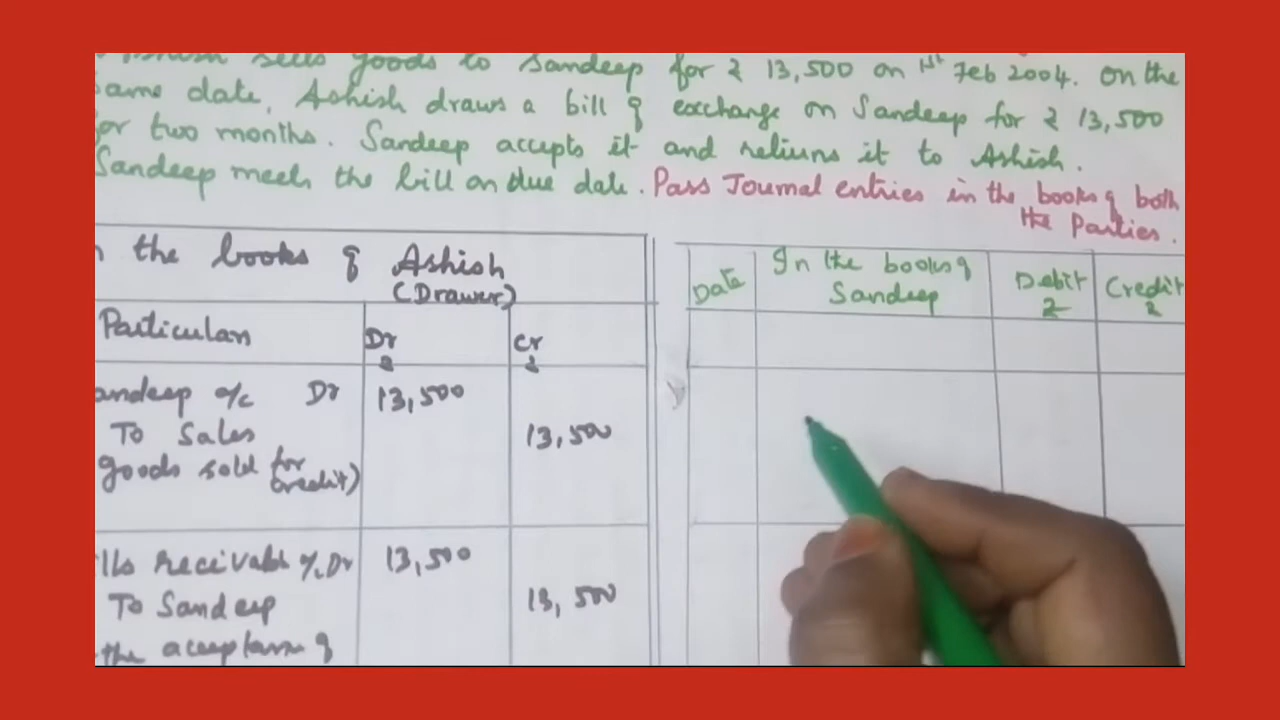 Ashish sells goods to Sandeep for ₹ 13,500 on 1st Feb 2004. On the
same date, Ashish draws a bill of exchange on Sandeep for ₹ 13,500
for two months. Sandeep accepts it and returns it to Ashish.
Sandeep meets the bill on due date. Pass Journal entries in the books of both
the Parties.
the books of Ashish
(Drawer)
Particulars Dr ₹ Cr ₹
andeep a/c Dr 13,500
To Sales 13,500
goods sold for
credit)
lls recivable a/c Dr 13,500
To Sandeep 13,500
the acceptance of
Date In the books of Debit ₹ Credit ₹
Sandeep